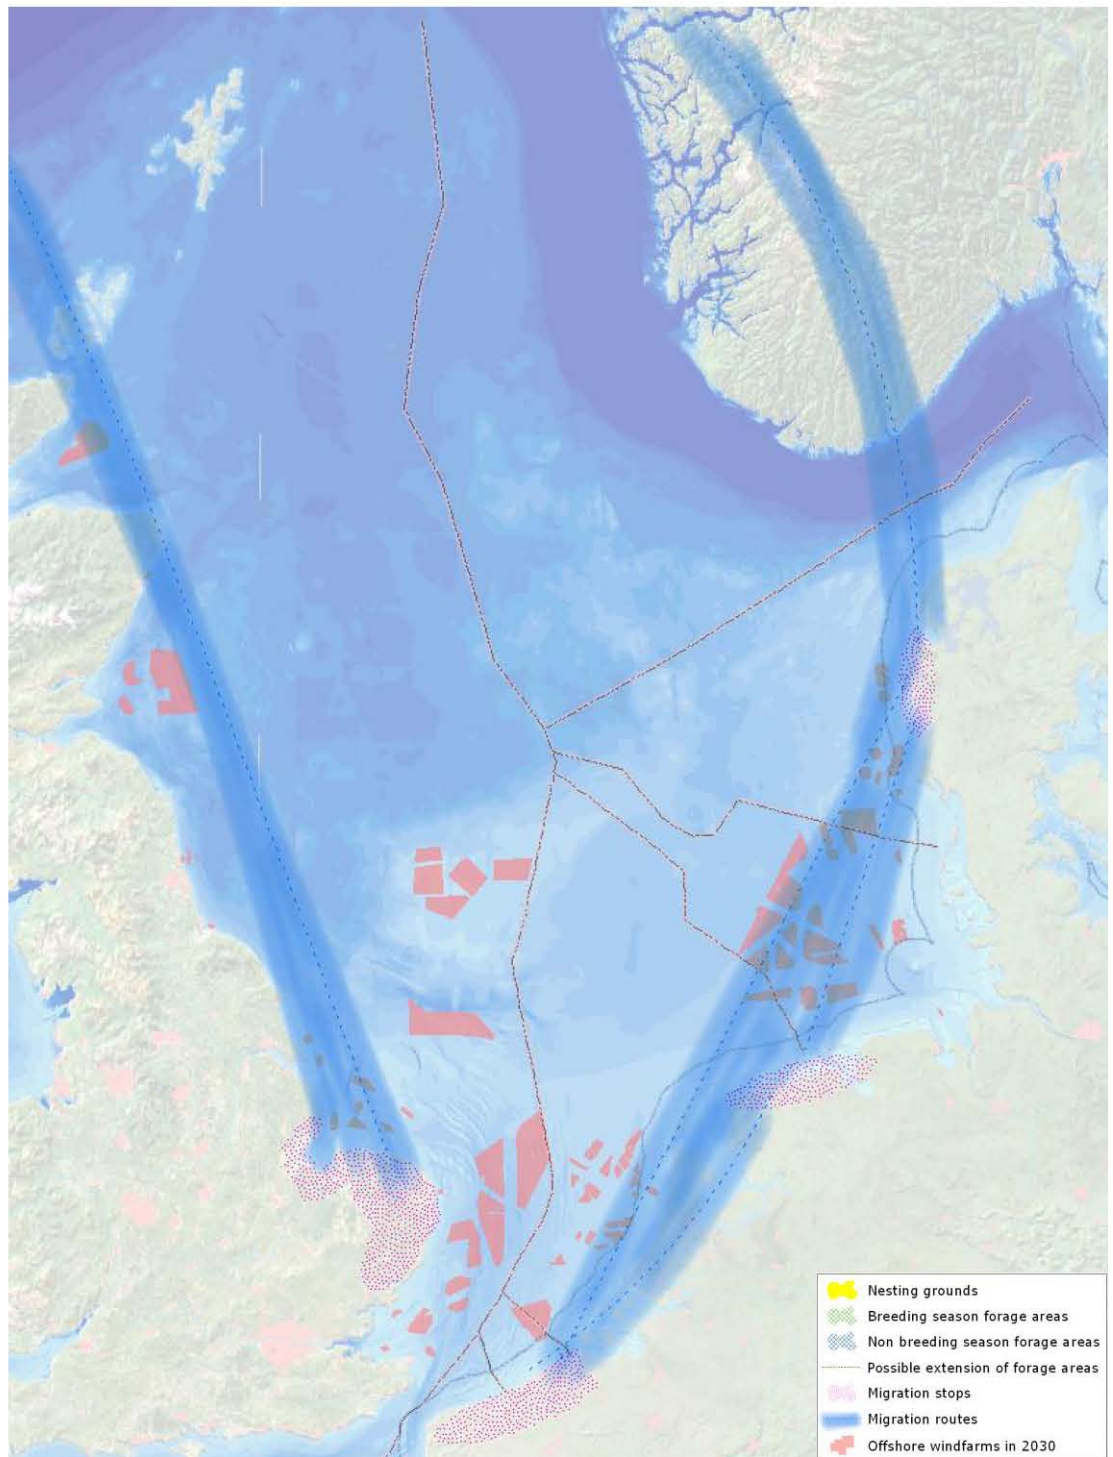 Nesting grounds
Breeding season forage areas
Non breeding season forage areas
Possible extension of forage areas
Migration stops
Migration routes
Offshore windfarms in 2030